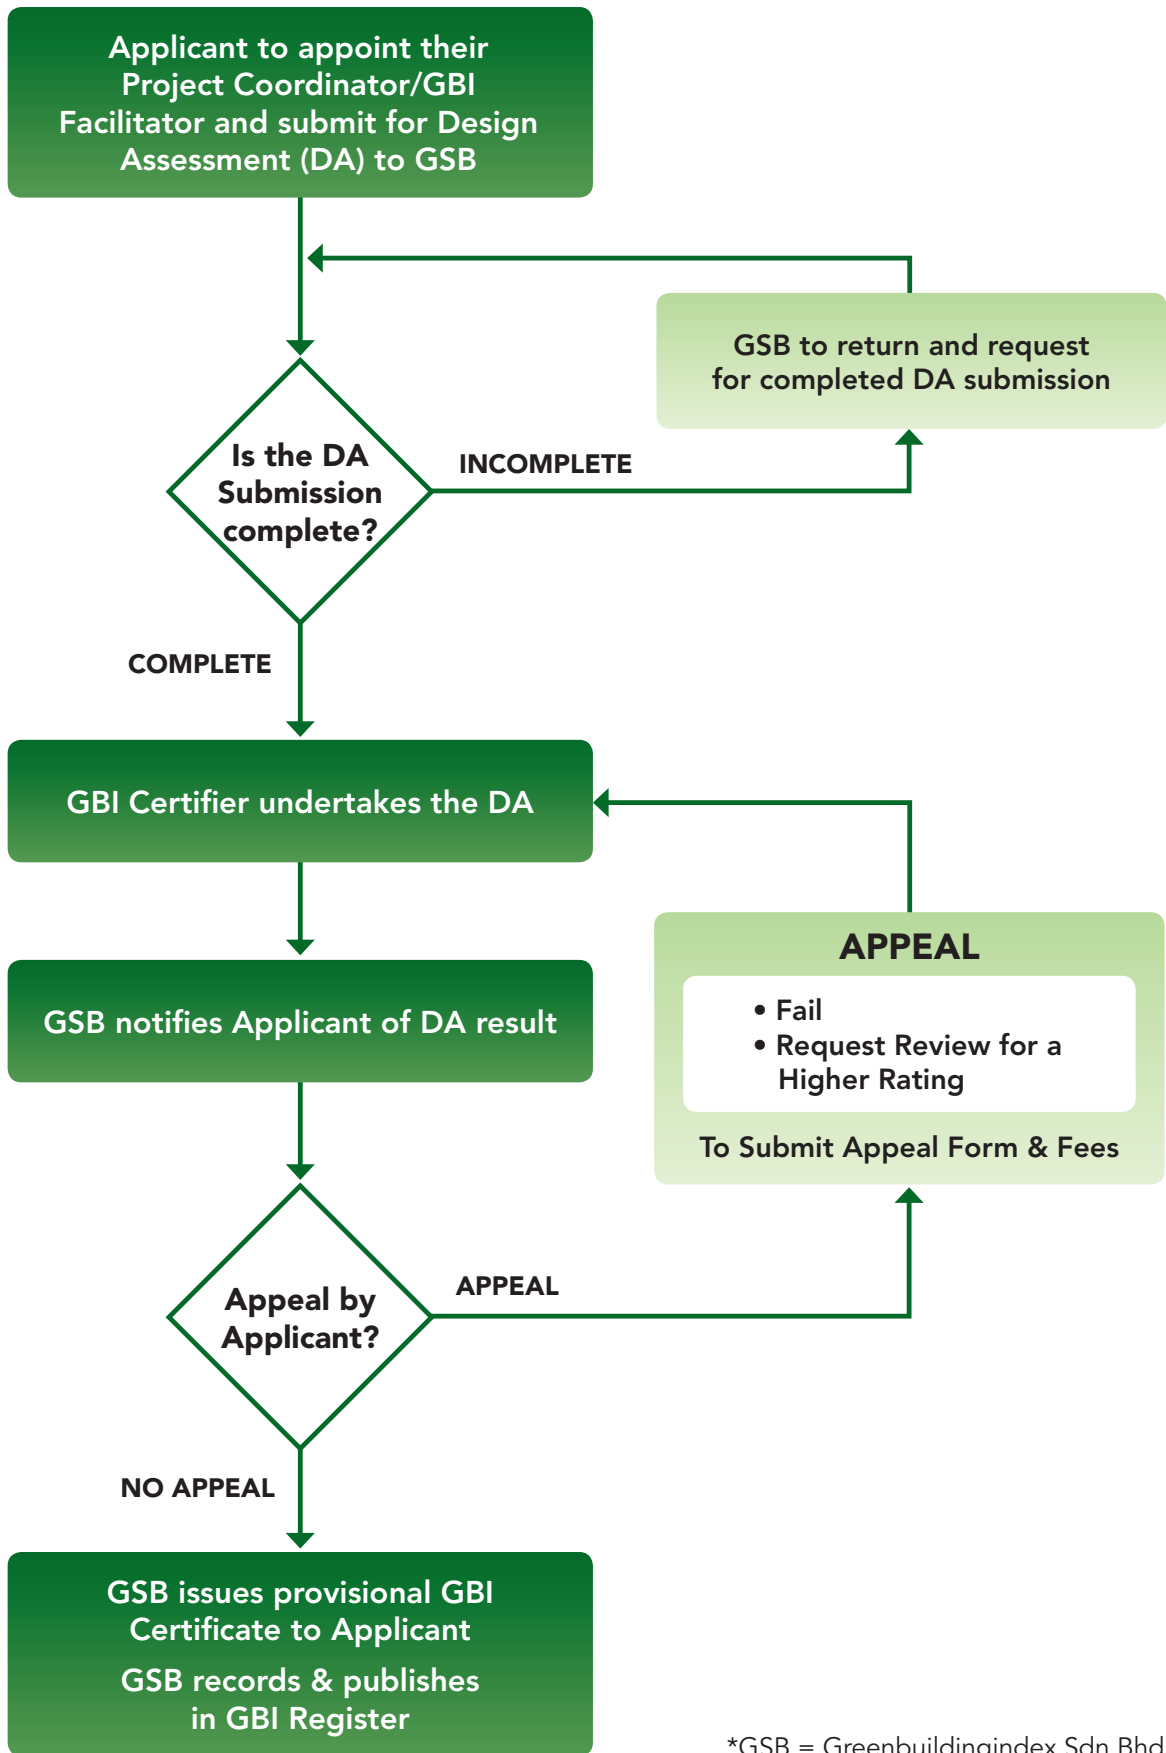 Applicant to appoint their
Project Coordinator/GBI
Facilitator and submit for Design
Assessment (DA) to GSB
GSB to return and request
for completed DA submission
Is the DA
Submission
complete?
INCOMPLETE
COMPLETE
GBI Certifier undertakes the DA
APPEAL
• Fail
• Request Review for a
Higher Rating
To Submit Appeal Form & Fees
GSB notifies Applicant of DA result
Appeal by
Applicant?
APPEAL
NO APPEAL
GSB issues provisional GBI
Certificate to Applicant
GSB records & publishes
in GBI Register
*GSB = Greenbuildingindex Sdn Bhd